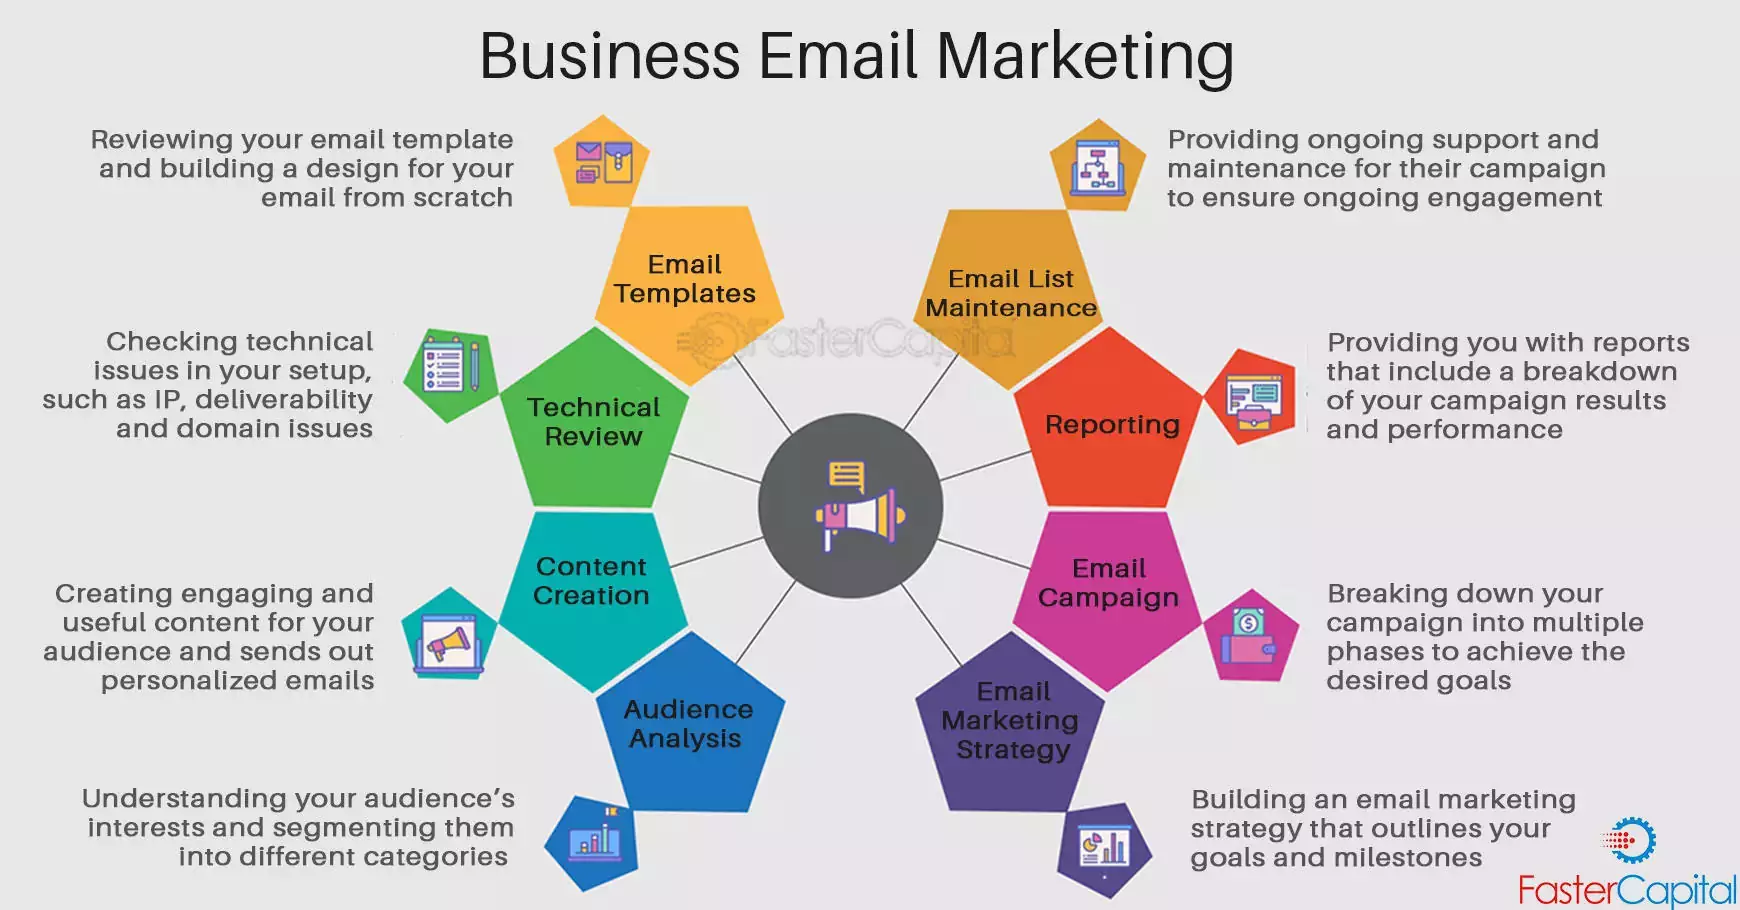 Business Email Marketing
Reviewing your email template
and building a design for your
email from scratch
Email
Templates
Checking technical
issues in your setup,
such as IP, deliverability
and domain issues
Technical
Review
Creating engaging and
useful content for your
audience and sends out
personalized emails
Content
Creation
Understanding your audience's
interests and segmenting them
into different categories
Audience
Analysis
Providing ongoing support and
maintenance for their campaign
to ensure ongoing engagement
Email List
Maintenance
Providing you with reports
that include a breakdown
of your campaign results
and performance
Reporting
Breaking down your
campaign into multiple
phases to achieve the
desired goals
Email
Campaign
Building an email marketing
strategy that outlines your
goals and milestones
Email
Marketing
Strategy
FasterCapital
FasterCapital